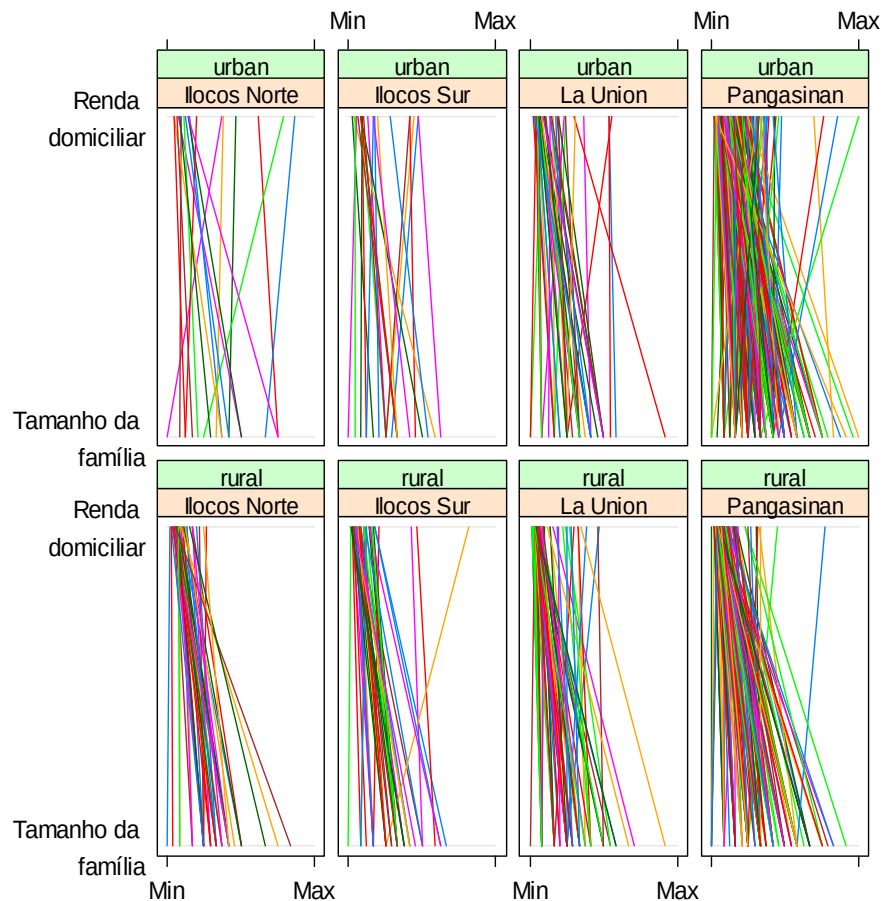 Min Max Min Max
urban urban urban urban
Ilocos Norte Ilocos Sur La Union Pangasinan
Renda
domiciliar
Tamanho da
família
rural rural rural rural
Ilocos Norte Ilocos Sur La Union Pangasinan
Renda
domiciliar
Tamanho da
família
Min Max Min Max